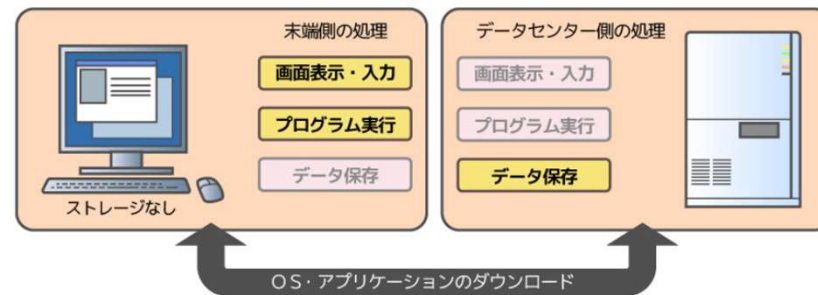 末端側の処理
画面表示・入力
プログラム実行
データ保存
ストレージなし
データセンター側の処理
画面表示・入力
プログラム実行
データ保存
OS・アプリケーションのダウンロード